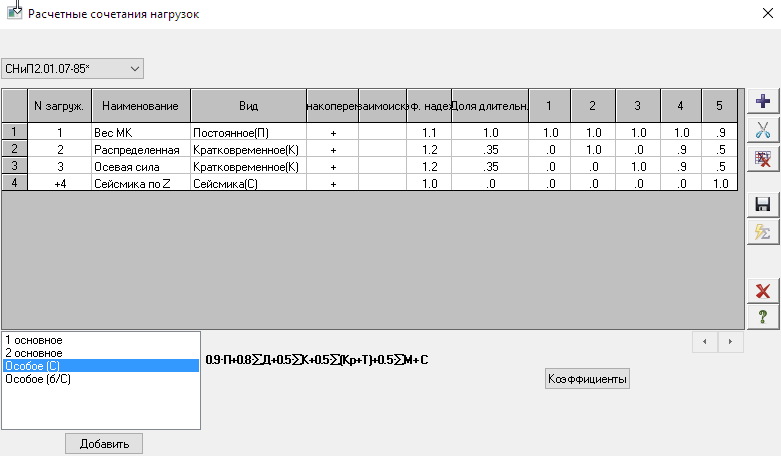 Расчетные сочетания нагрузок
СНиП2.01.07-85*
N загруж. Наименование Вид накопере аимоиск ф. наде Доля длительн. 1 2 3 4 5
1 1 Вес МК Постоянное(П) + 1.1 1.0 1.0 1.0 1.0 1.0 .9
2 2 Распределенная Кратковременное(К) + 1.2 .35 .0 1.0 .0 .9 .5
3 3 Осевая сила Кратковременное(К) + 1.2 .35 .0 .0 1.0 .9 .5
4 +4 Сейсмика по Z Сейсмика(С) + 1.0 .0 .0 .0 .0 .0 1.0
1 основное
2 основное
Особое (С)
Особое (б/С)
0.9·П+0.8∑Д+0.5∑К+0.5∑(Кр+Т)+0.5∑М+С
Коэффициенты
Добавить